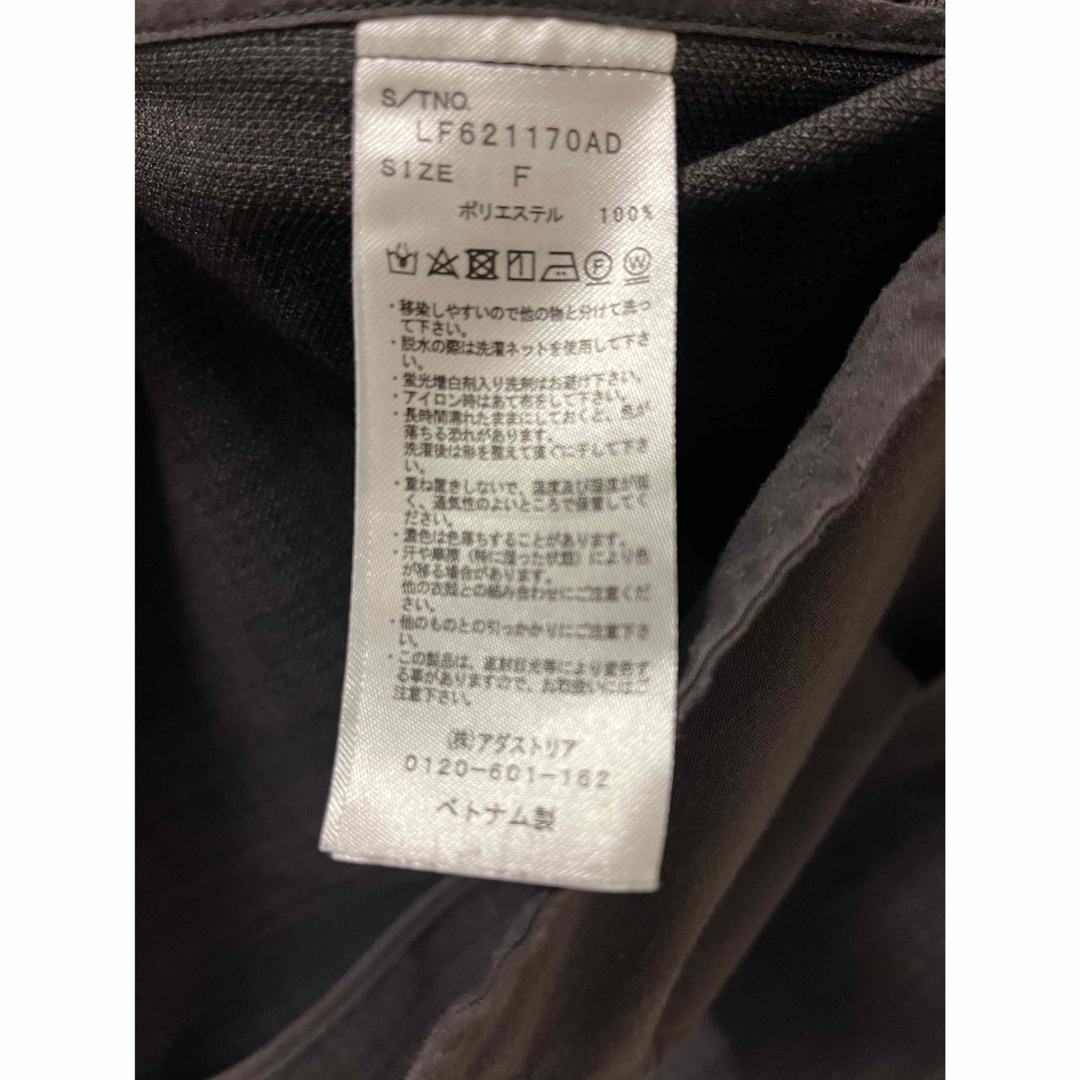 S/TNO.
LF621170AD
SIZE F
ポリエステル 100%
・移染しやすいので他の物と分けて洗っ
て下さい。
・脱水の際は洗濯ネットを使用して下さ
い。
・蛍光増白剤入り洗剤はお避け下さい。
・アイロン時はあて布をして下さい。
・長時間濡れたままにしておくと、色が
落ちる恐れがあります。
洗濯後は形を整えて直ぐに干して下さ
い。
・重ね置きしないで、温度及び湿度が低
く、通気性のよいところで保管してく
ださい。
・濃色は色落ちすることがあります。
・汗や摩擦（特に湿った状態）により色
が移る場合があります。
他の衣類との組み合わせにご注意くだ
さい。
・他のものとの引っかかりにご注意下さ
い。
・この製品は、直射日光等により変色す
る事がありますので、お取扱いにはご
注意下さい。
(株)アダストリア
0120-601-162
ベトナム製